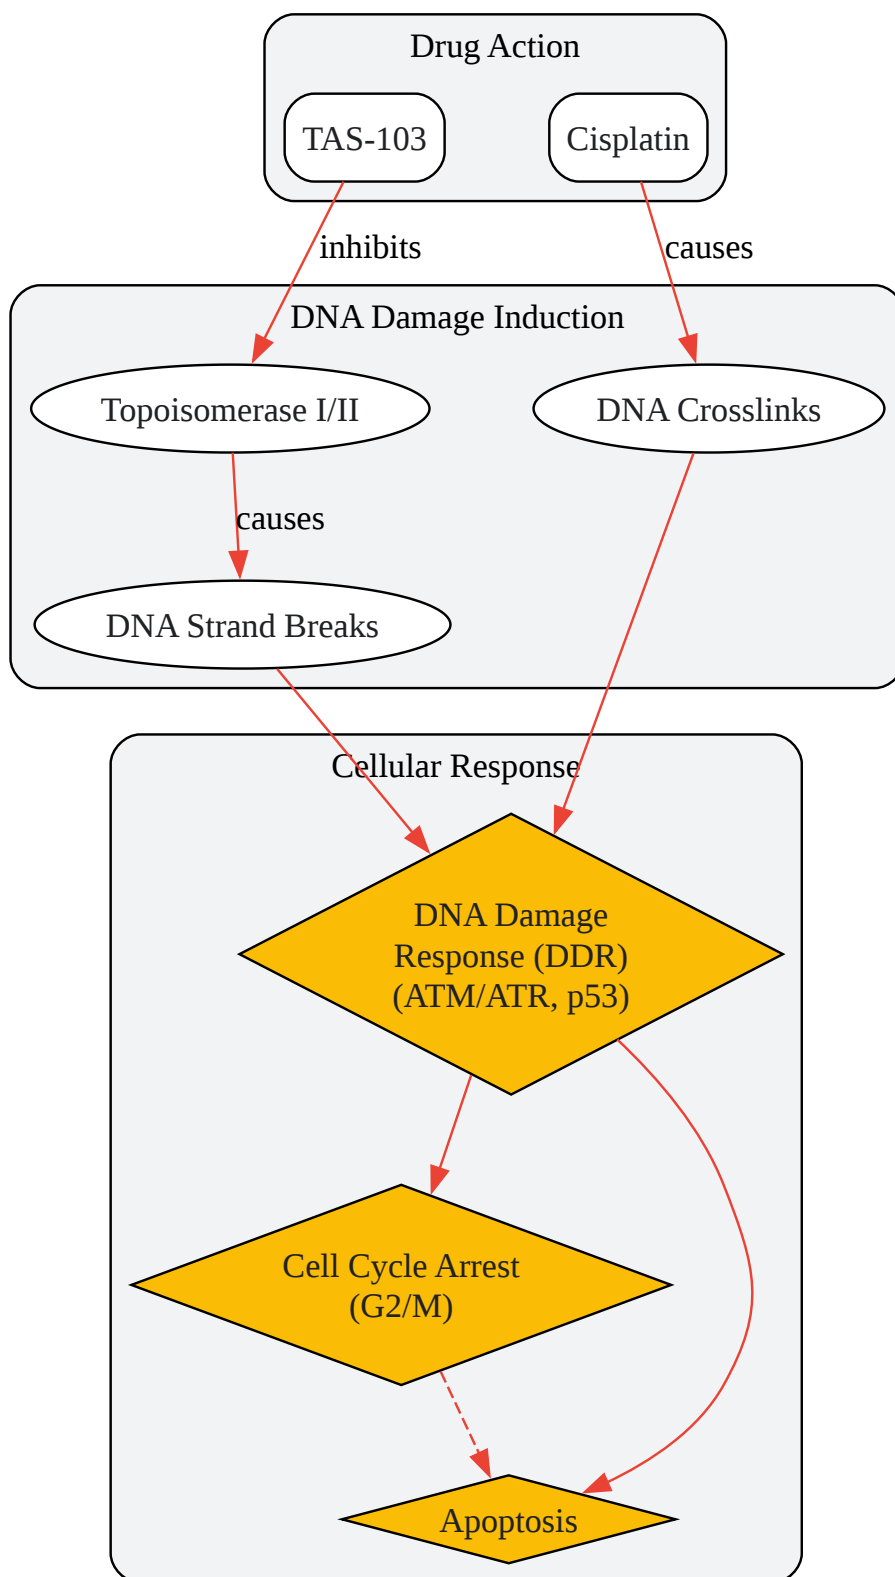 Drug Action
TAS-103
Cisplatin
inhibits
causes
DNA Damage Induction
Topoisomerase I/II
DNA Crosslinks
causes
DNA Strand Breaks
Cellular Response
DNA Damage
Response (DDR)
(ATM/ATR, p53)
Cell Cycle Arrest
(G2/M)
Apoptosis